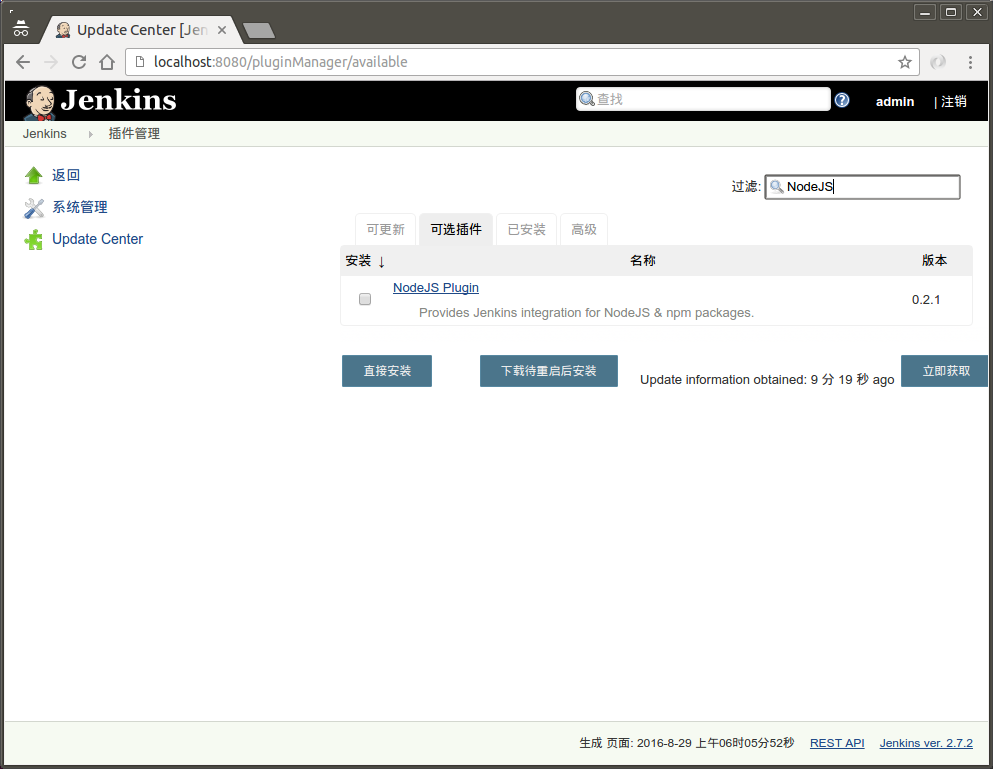 Update Center [Jen
localhost:8080/pluginManager/available
Jenkins
查找
admin
| 注销
Jenkins
插件管理
返回
系统管理
Update Center
过滤: NodeJS
可更新
可选插件
已安装
高级
安装 ↓
名称
版本
NodeJS Plugin
Provides Jenkins integration for NodeJS & npm packages.
0.2.1
直接安装
下载待重启后安装
Update information obtained: 9 分 19 秒 ago
立即获取
生成 页面: 2016-8-29 上午06时05分52秒
REST API
Jenkins ver. 2.7.2